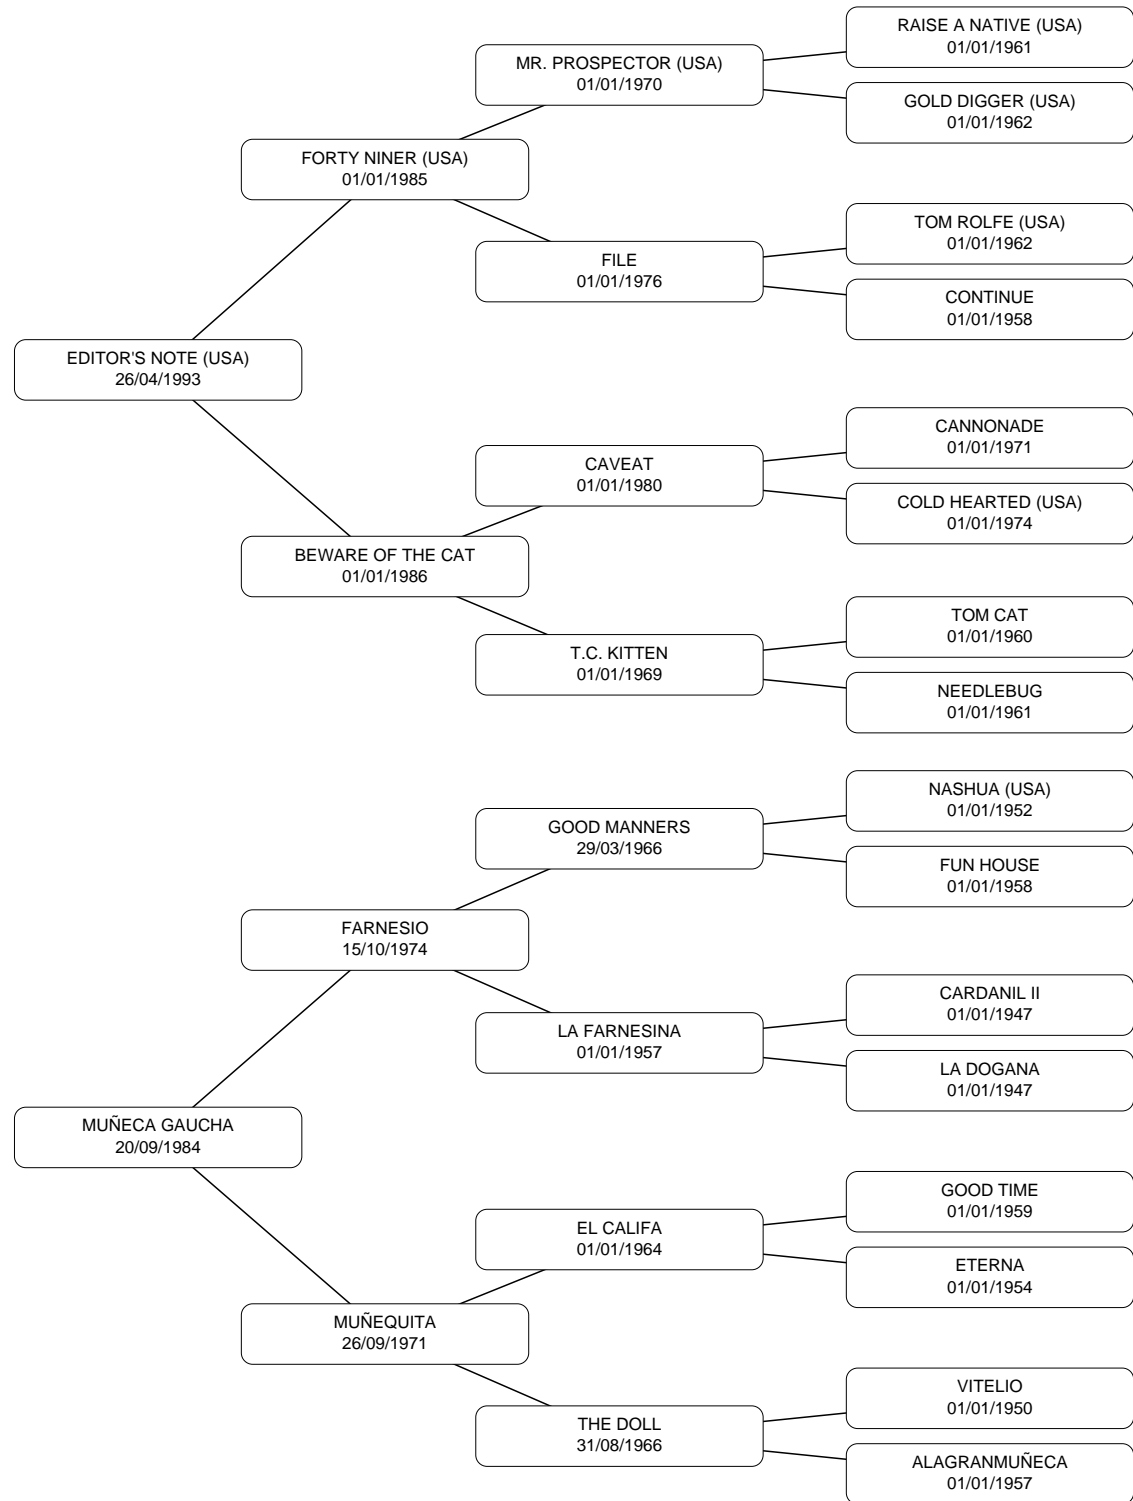 RAISE A NATIVE (USA)
01/01/1961
MR. PROSPECTOR (USA)
01/01/1970
GOLD DIGGER (USA)
01/01/1962
FORTY NINER (USA)
01/01/1985
TOM ROLFE (USA)
01/01/1962
FILE
01/01/1976
CONTINUE
01/01/1958
EDITOR'S NOTE (USA)
26/04/1993
CANNONADE
01/01/1971
CAVEAT
01/01/1980
COLD HEARTED (USA)
01/01/1974
BEWARE OF THE CAT
01/01/1986
TOM CAT
01/01/1960
T.C. KITTEN
01/01/1969
NEEDLEBUG
01/01/1961
NASHUA (USA)
01/01/1952
GOOD MANNERS
29/03/1966
FUN HOUSE
01/01/1958
FARNESIO
15/10/1974
CARDANIL II
01/01/1947
LA FARNESINA
01/01/1957
LA DOGANA
01/01/1947
MUÑECA GAUCHA
20/09/1984
GOOD TIME
01/01/1959
EL CALIFA
01/01/1964
ETERNA
01/01/1954
MUÑEQUITA
26/09/1971
VITELIO
01/01/1950
THE DOLL
31/08/1966
ALAGRANMUÑECA
01/01/1957